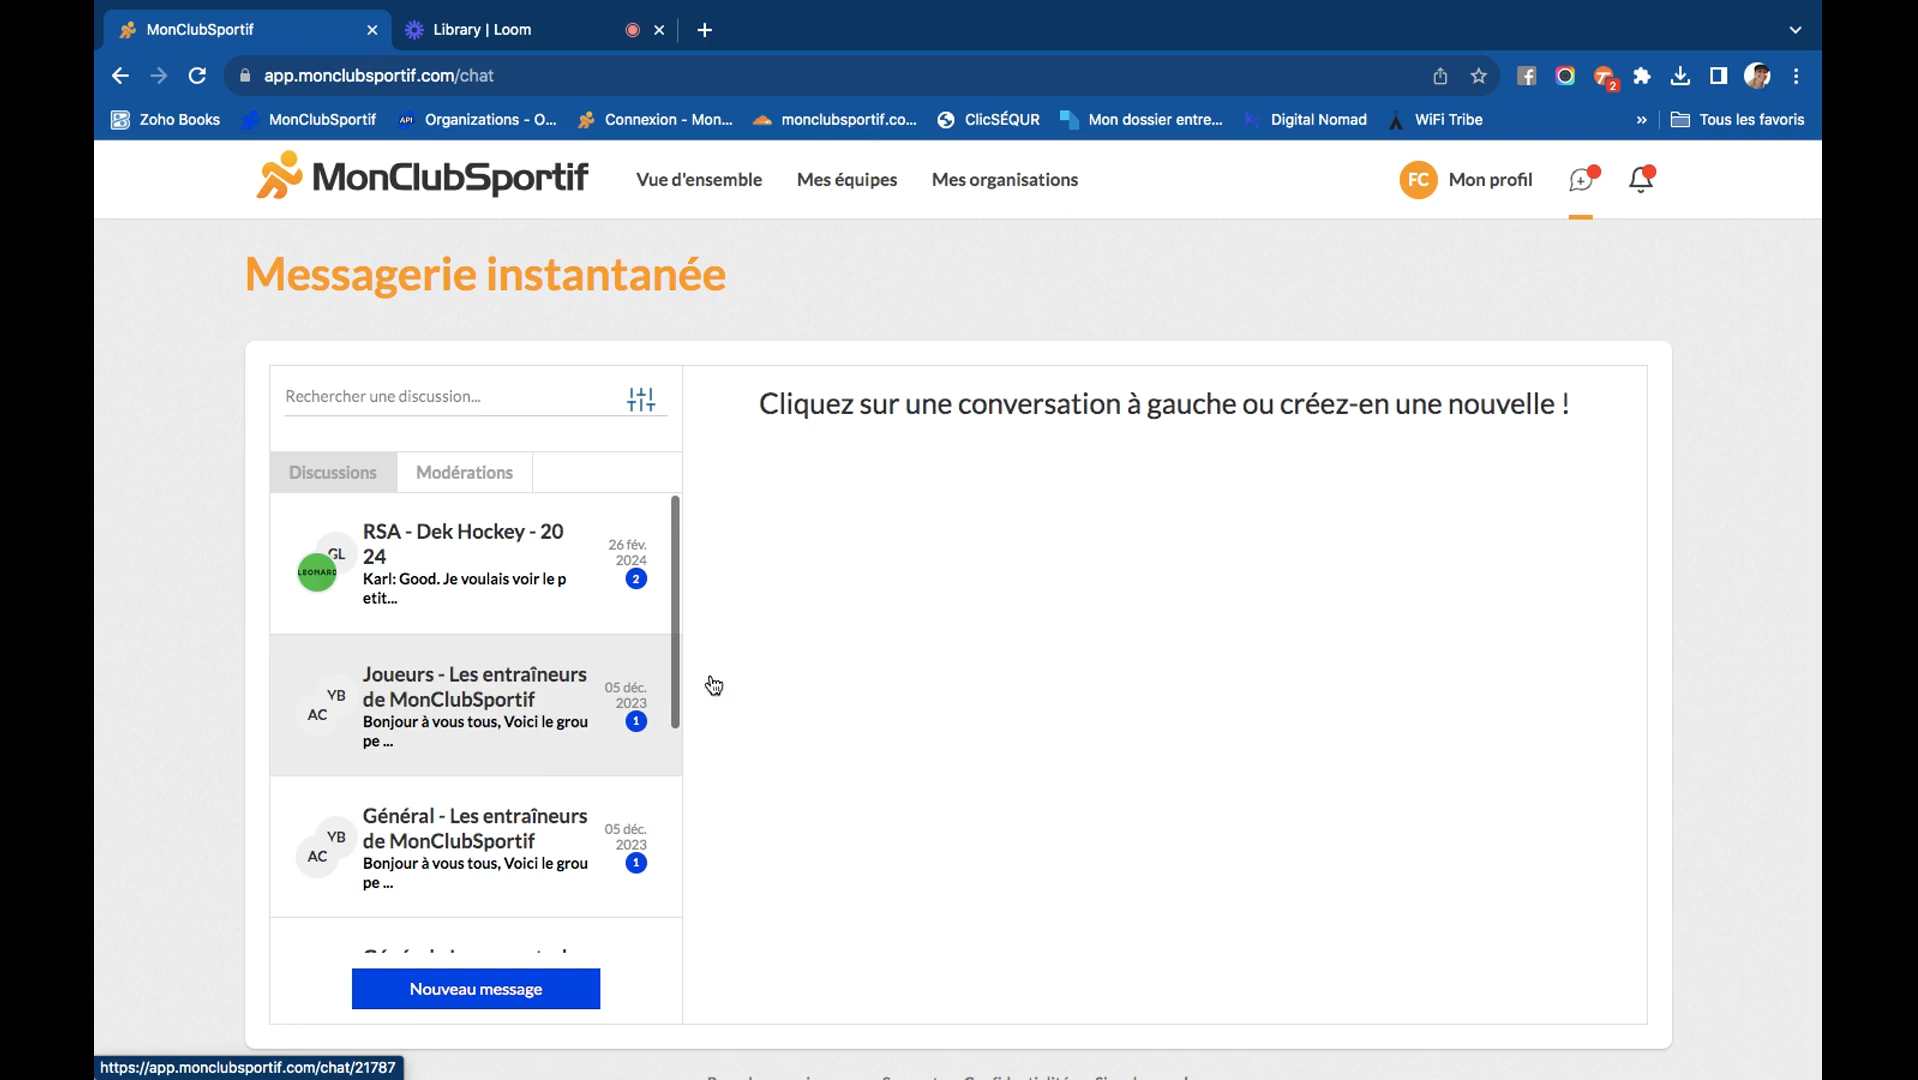 MonClubSportif
Library | Loom
app.monclubsportif.com/chat
2
Zoho Books
MonClubSportif
API
Organizations - O...
Connexion - Mon...
monclubsportif.co...
ClicSÉQUR
Mon dossier entre...
Digital Nomad
WiFi Tribe
»
Tous les favoris
MonClubSportif
Vue d'ensemble
Mes équipes
Mes organisations
FC
Mon profil
Messagerie instantanée
Rechercher une discussion...
Cliquez sur une conversation à gauche ou créez-en une nouvelle !
Discussions
Modérations
GL
LEONARD
RSA - Dek Hockey - 20
24
Karl: Good. Je voulais voir le p
etit...
26 fév.
2024
2
YB
AC
Joueurs - Les entraîneurs
de MonClubSportif
Bonjour à vous tous, Voici le grou
pe ...
05 déc.
2023
1
YB
AC
Général - Les entraîneurs
de MonClubSportif
Bonjour à vous tous, Voici le grou
pe ...
05 déc.
2023
1
Nouveau message
https://app.monclubsportif.com/chat/21787